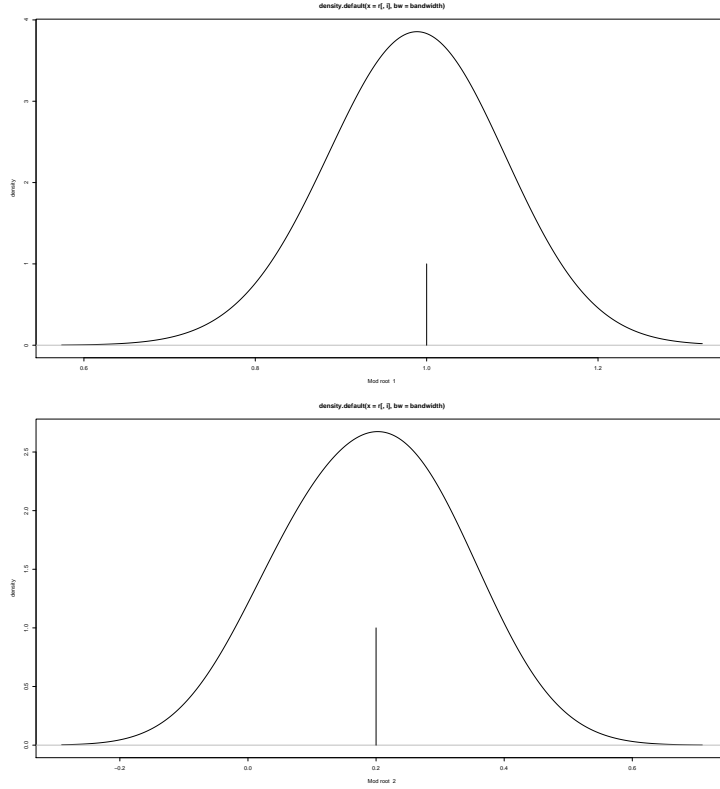 density.default(x = r[, i], bw = bandwidth)
4
3
2
1
0
density
0.6 0.8 1.0 1.2
Mod root 1
density.default(x = r[, i], bw = bandwidth)
2.5
2.0
1.5
1.0
0.5
0.0
density
−0.2 0.0 0.2 0.4 0.6
Mod root 2